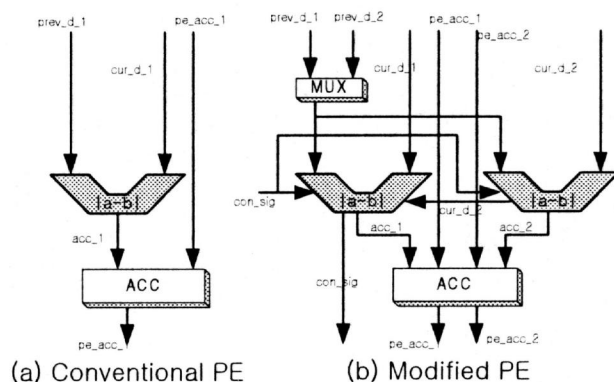 prev_d_1
pe_acc_1
cur_d_1
|a-b|
acc_1
ACC
pe_acc_
(a) Conventional PE
prev_d_1
prev_d_2
pe_acc_1
pe_acc_2
cur_d_1
cur_d_2
MUX
con_sig
|a-b|
cur_d_2
|a-b|
acc_1
acc_2
con_sig
ACC
pe_acc_1
pe_acc_2
(b) Modified PE